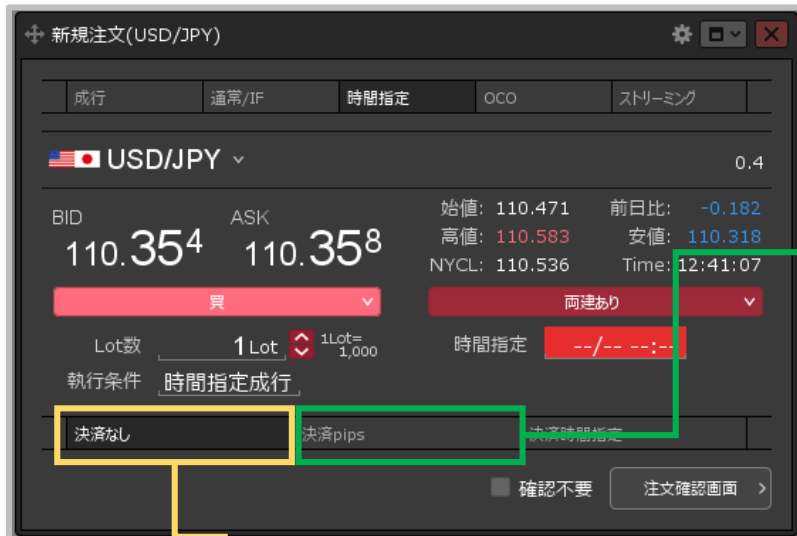 新規注文(USD/JPY)
成行 通常/IF 時間指定 OCO ストリーミング
USD/JPY 0.4
BID 110.354 ASK 110.358
始値: 110.471 前日比: -0.182
高値: 110.583 安値: 110.318
NYCL: 110.536 Time: 12:41:07
買 両建あり
Lot数 1 Lot 1Lot= 1,000 時間指定 --/-- --:--
執行条件 時間指定成行
決済なし 決済pips 決済時間指定
確認不要 注文確認画面